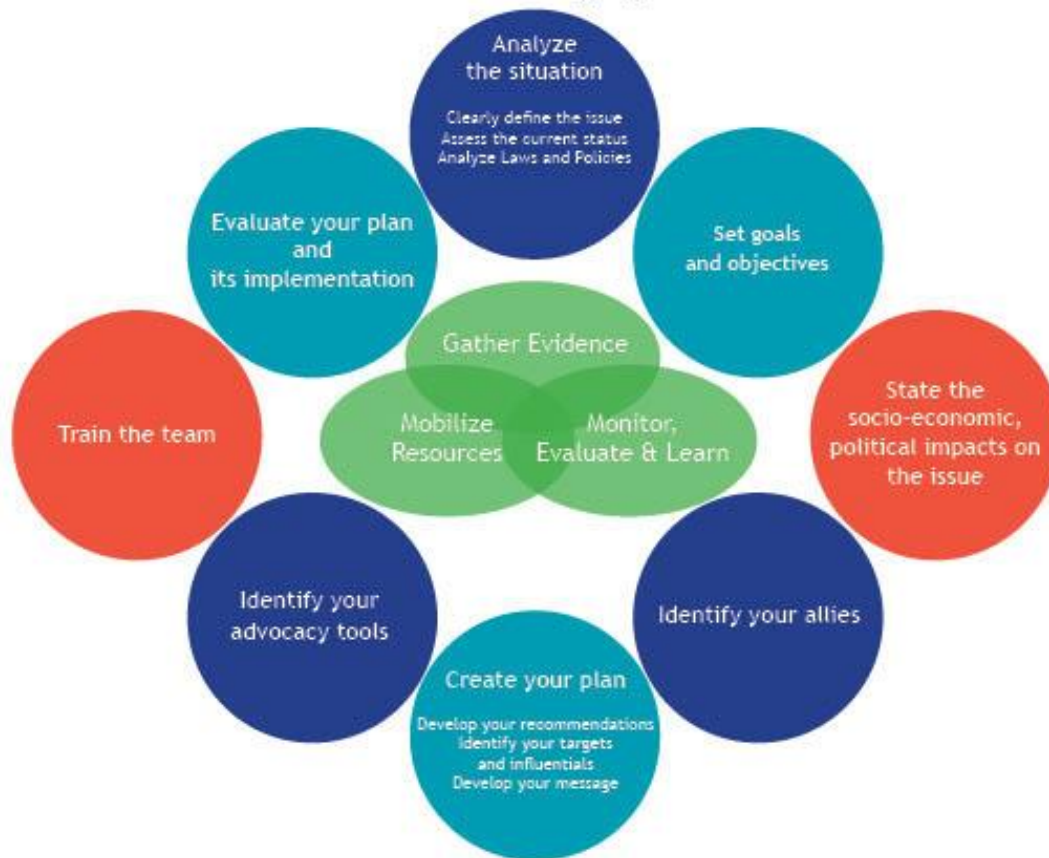 Analyze
the situation
Clearly define the issue
Assess the current status
Analyze Laws and Policies
Set goals
and objectives
State the
socio-economic,
political impacts on
the issue
Identify your allies
Create your plan
Develop your recommendations
Identify your targets
and influentials
Develop your message
Identify your
advocacy tools
Train the team
Evaluate your plan
and
its implementation
Gather Evidence
Mobilize
Resources
Monitor,
Evaluate & Learn